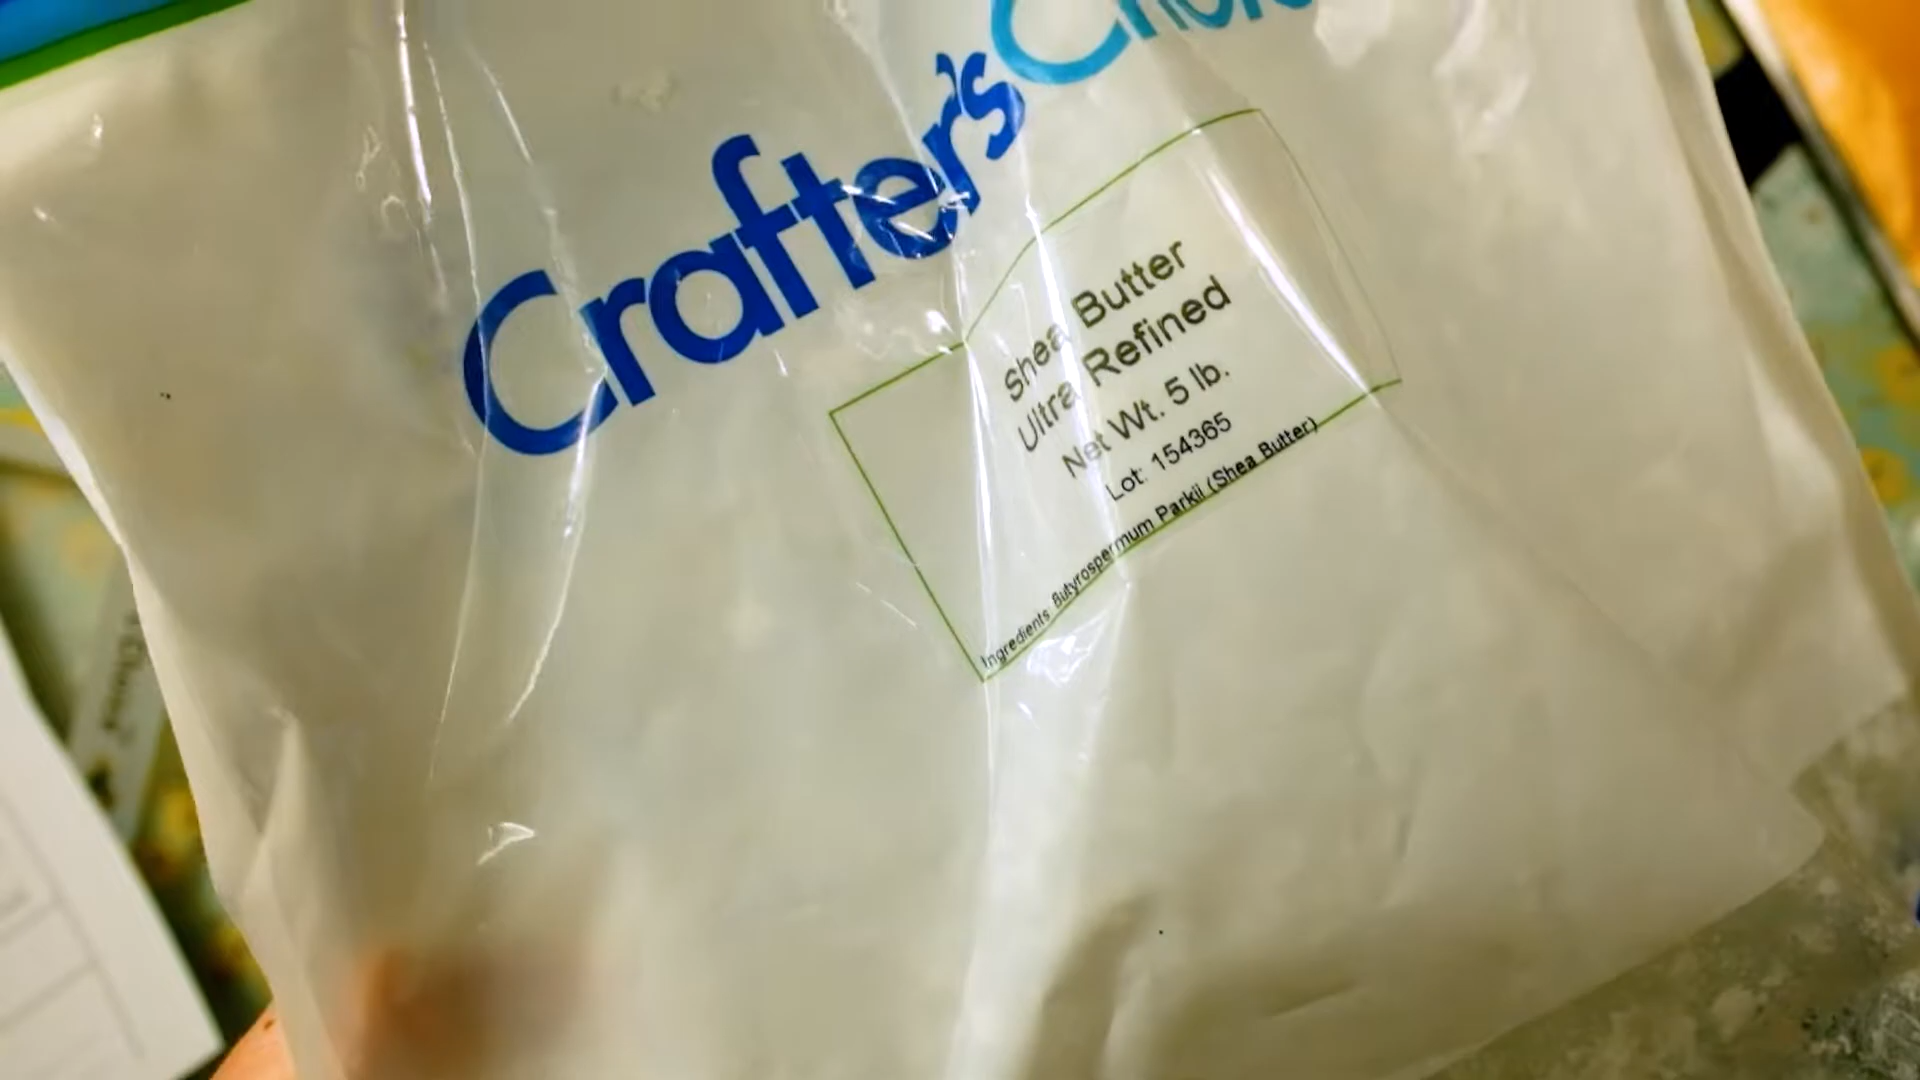 Crafter's
Shea Butter
Ultra Refined
Net Wt. 5 lb.
Lot: 154365
Ingredients: Butyrospermum Parkii (Shea Butter)